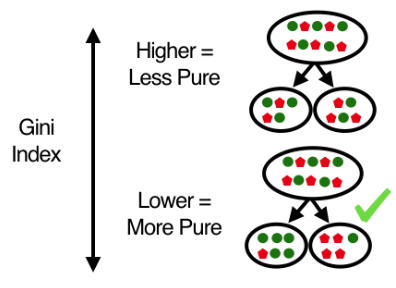 Higher =
Less Pure
Gini
Index
Lower =
More Pure